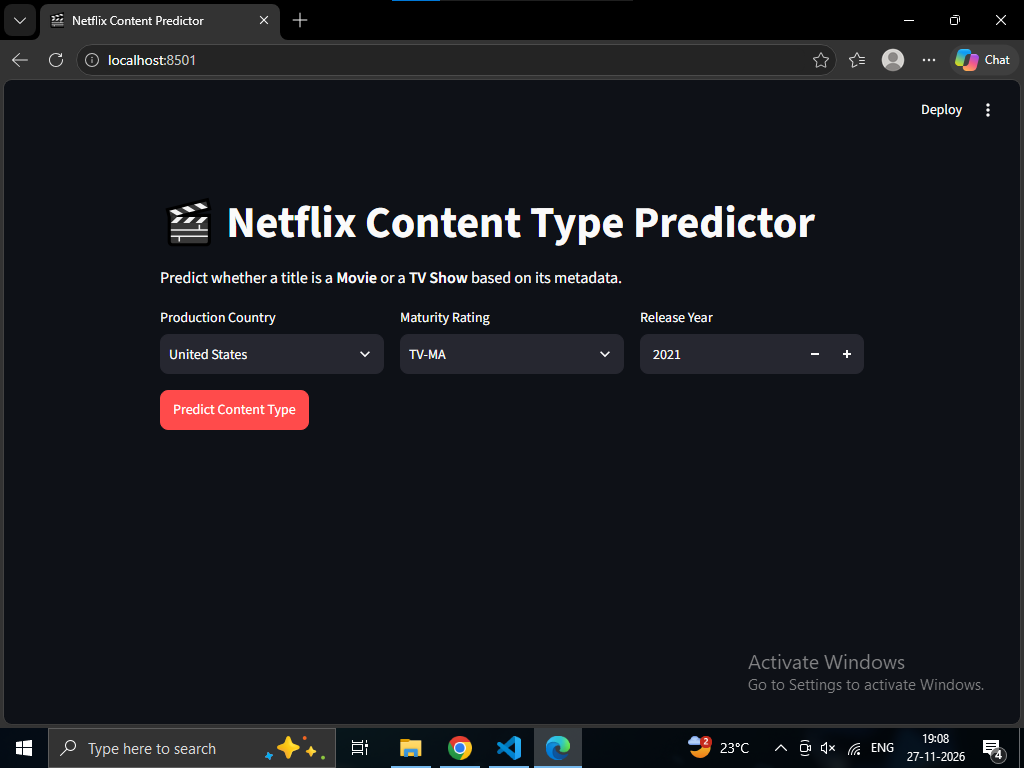 Netflix Content Predictor
localhost:8501
Chat
Deploy
Netflix Content Type Predictor
Predict whether a title is a Movie or a TV Show based on its metadata.
Production Country
Maturity Rating
Release Year
United States
TV-MA
2021
Predict Content Type
Activate Windows
Go to Settings to activate Windows.
Type here to search
2
23°C
ENG
19:08
27-11-2026
4